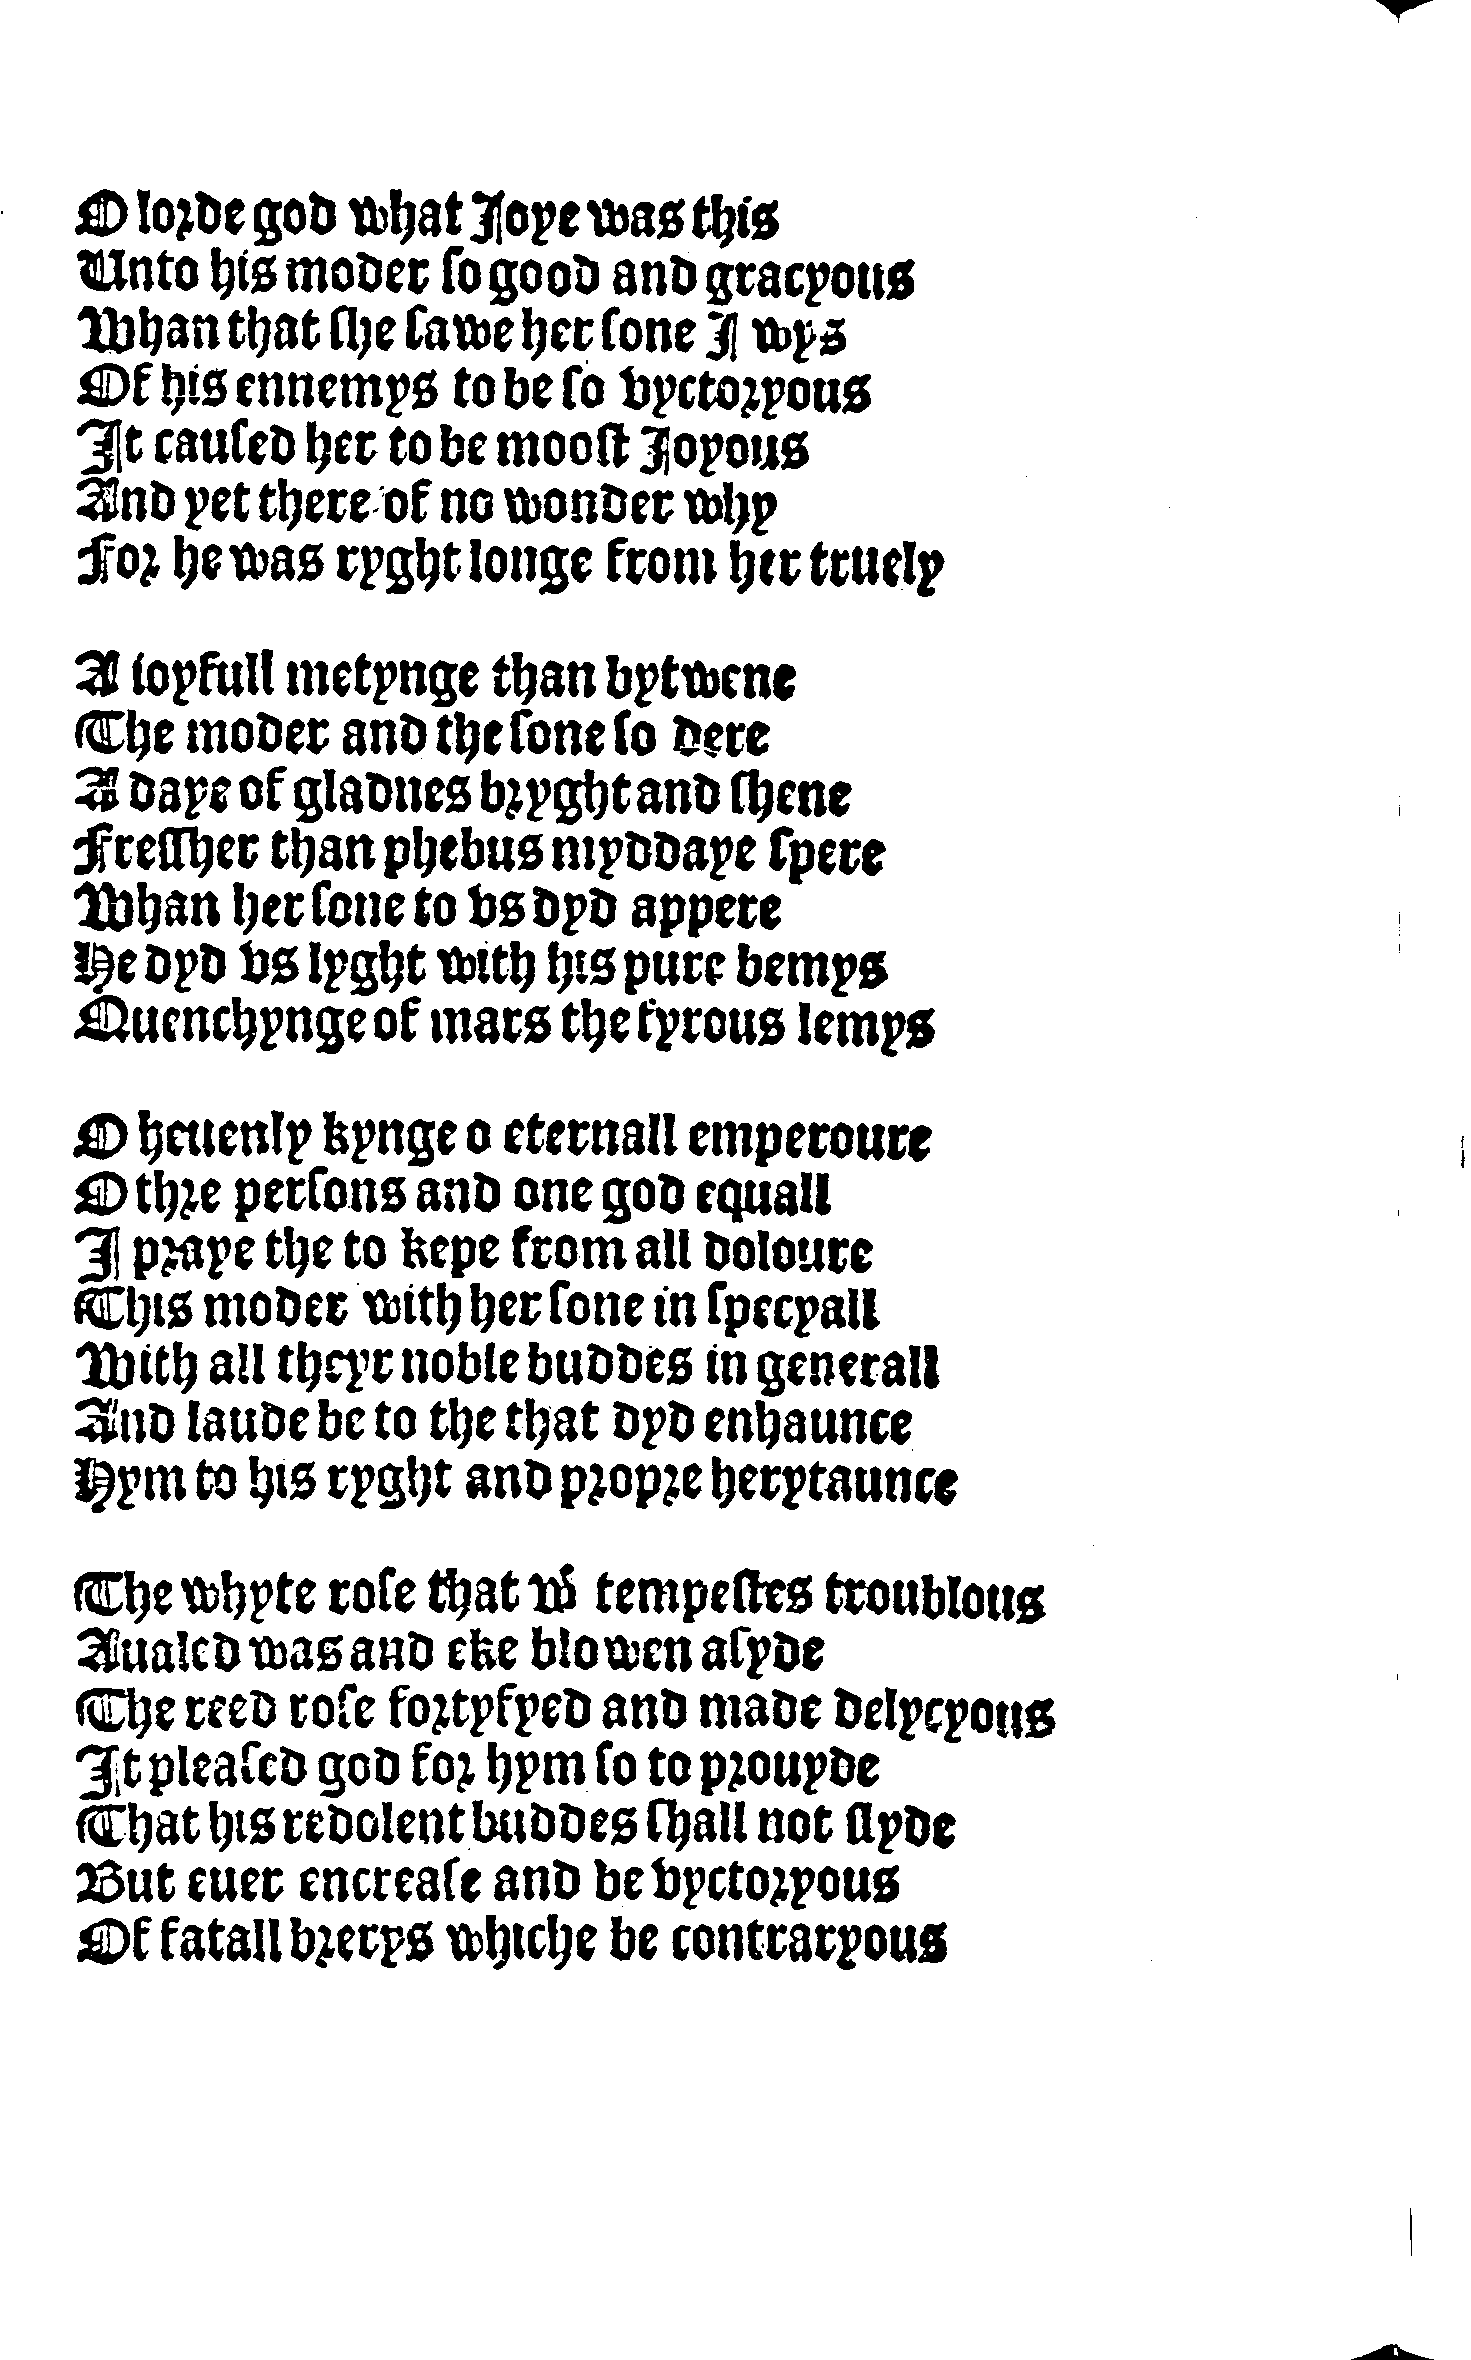 O lorde god what Joye was this
Unto his moder ſo good and gracyous
Whan that ſhe ſawe her ſone J wys
Of his ennemys to be ſo vyctoryous
It cauſed her to be mooſt Joyous
And yet there of no wonder why
For he was ryght longe from her truely

A ioyfull metynge than bytwene
The moder and the ſone ſo dere
A daye of gladnes bryght and ſhene
Freſſher than phebus myddaye ſpere
Whan her ſone to vs dyd appere
He dyd vs lyght with his pure bemys
Quenchynge of mars the fyrous lemys

O heuenly kynge o eternall emperoure
O thre perſons and one god equall
I praye the to kepe from all doloure
This moder with her ſone in ſpecyall
With all theyr noble buddes in generall
And laude be to the that dyd enhaunce
Hym to his ryght and propre herytaunce

The whyte roſe that wͭ tempeſtes troublous
Aualed was and eke blowen aſyde
The reed roſe fortyfyed and made delycyous
It pleaſed god for hym ſo to prouyde
That his redolent buddes ſhall not ſlyde
But euer encreaſe and be vyctoryous
Of fatall brerys whiche be contraryous